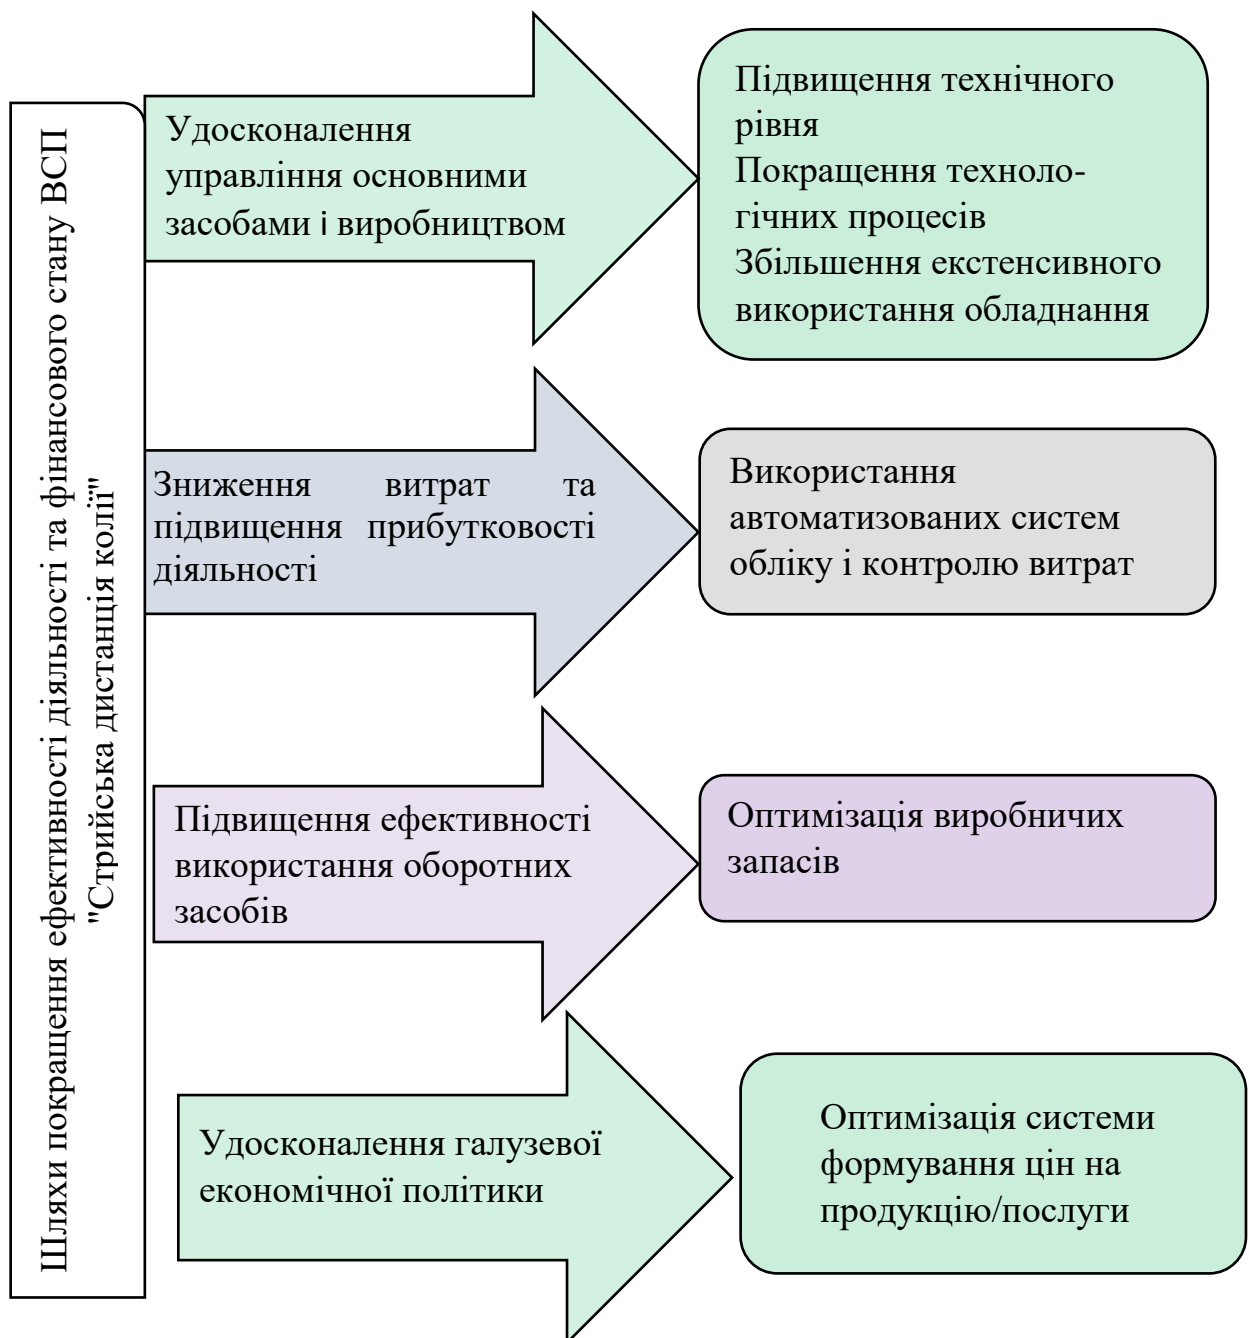 Шляхи покращення ефективності діяльності та фінансового стану ВСП
"Стрийська дистанція колії"
Удосконалення
управління основними
засобами і виробництвом
Підвищення технічного
рівня
Покращення техноло-
гічних процесів
Збільшення екстенсивного
використання обладнання
Зниження витрат та
підвищення прибутковості
діяльності
Використання
автоматизованих систем
обліку і контролю витрат
Підвищення ефективності
використання оборотних
засобів
Оптимізація виробничих
запасів
Удосконалення галузевої
економічної політики
Оптимізація системи
формування цін на
продукцію/послуги